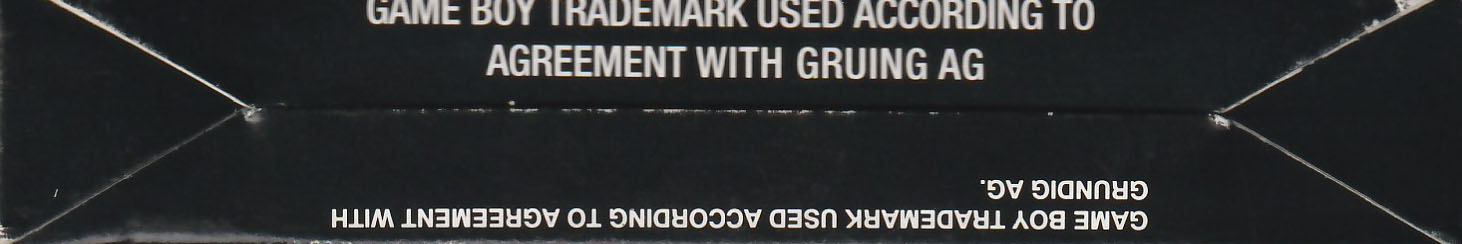 GAME BOY TRADEMARK USED ACCORDING TO
AGREEMENT WITH GRUING AG
GAME BOY TRADEMARK USED ACCORDING TO AGREEMENT WITH
GRUNDIG AG.